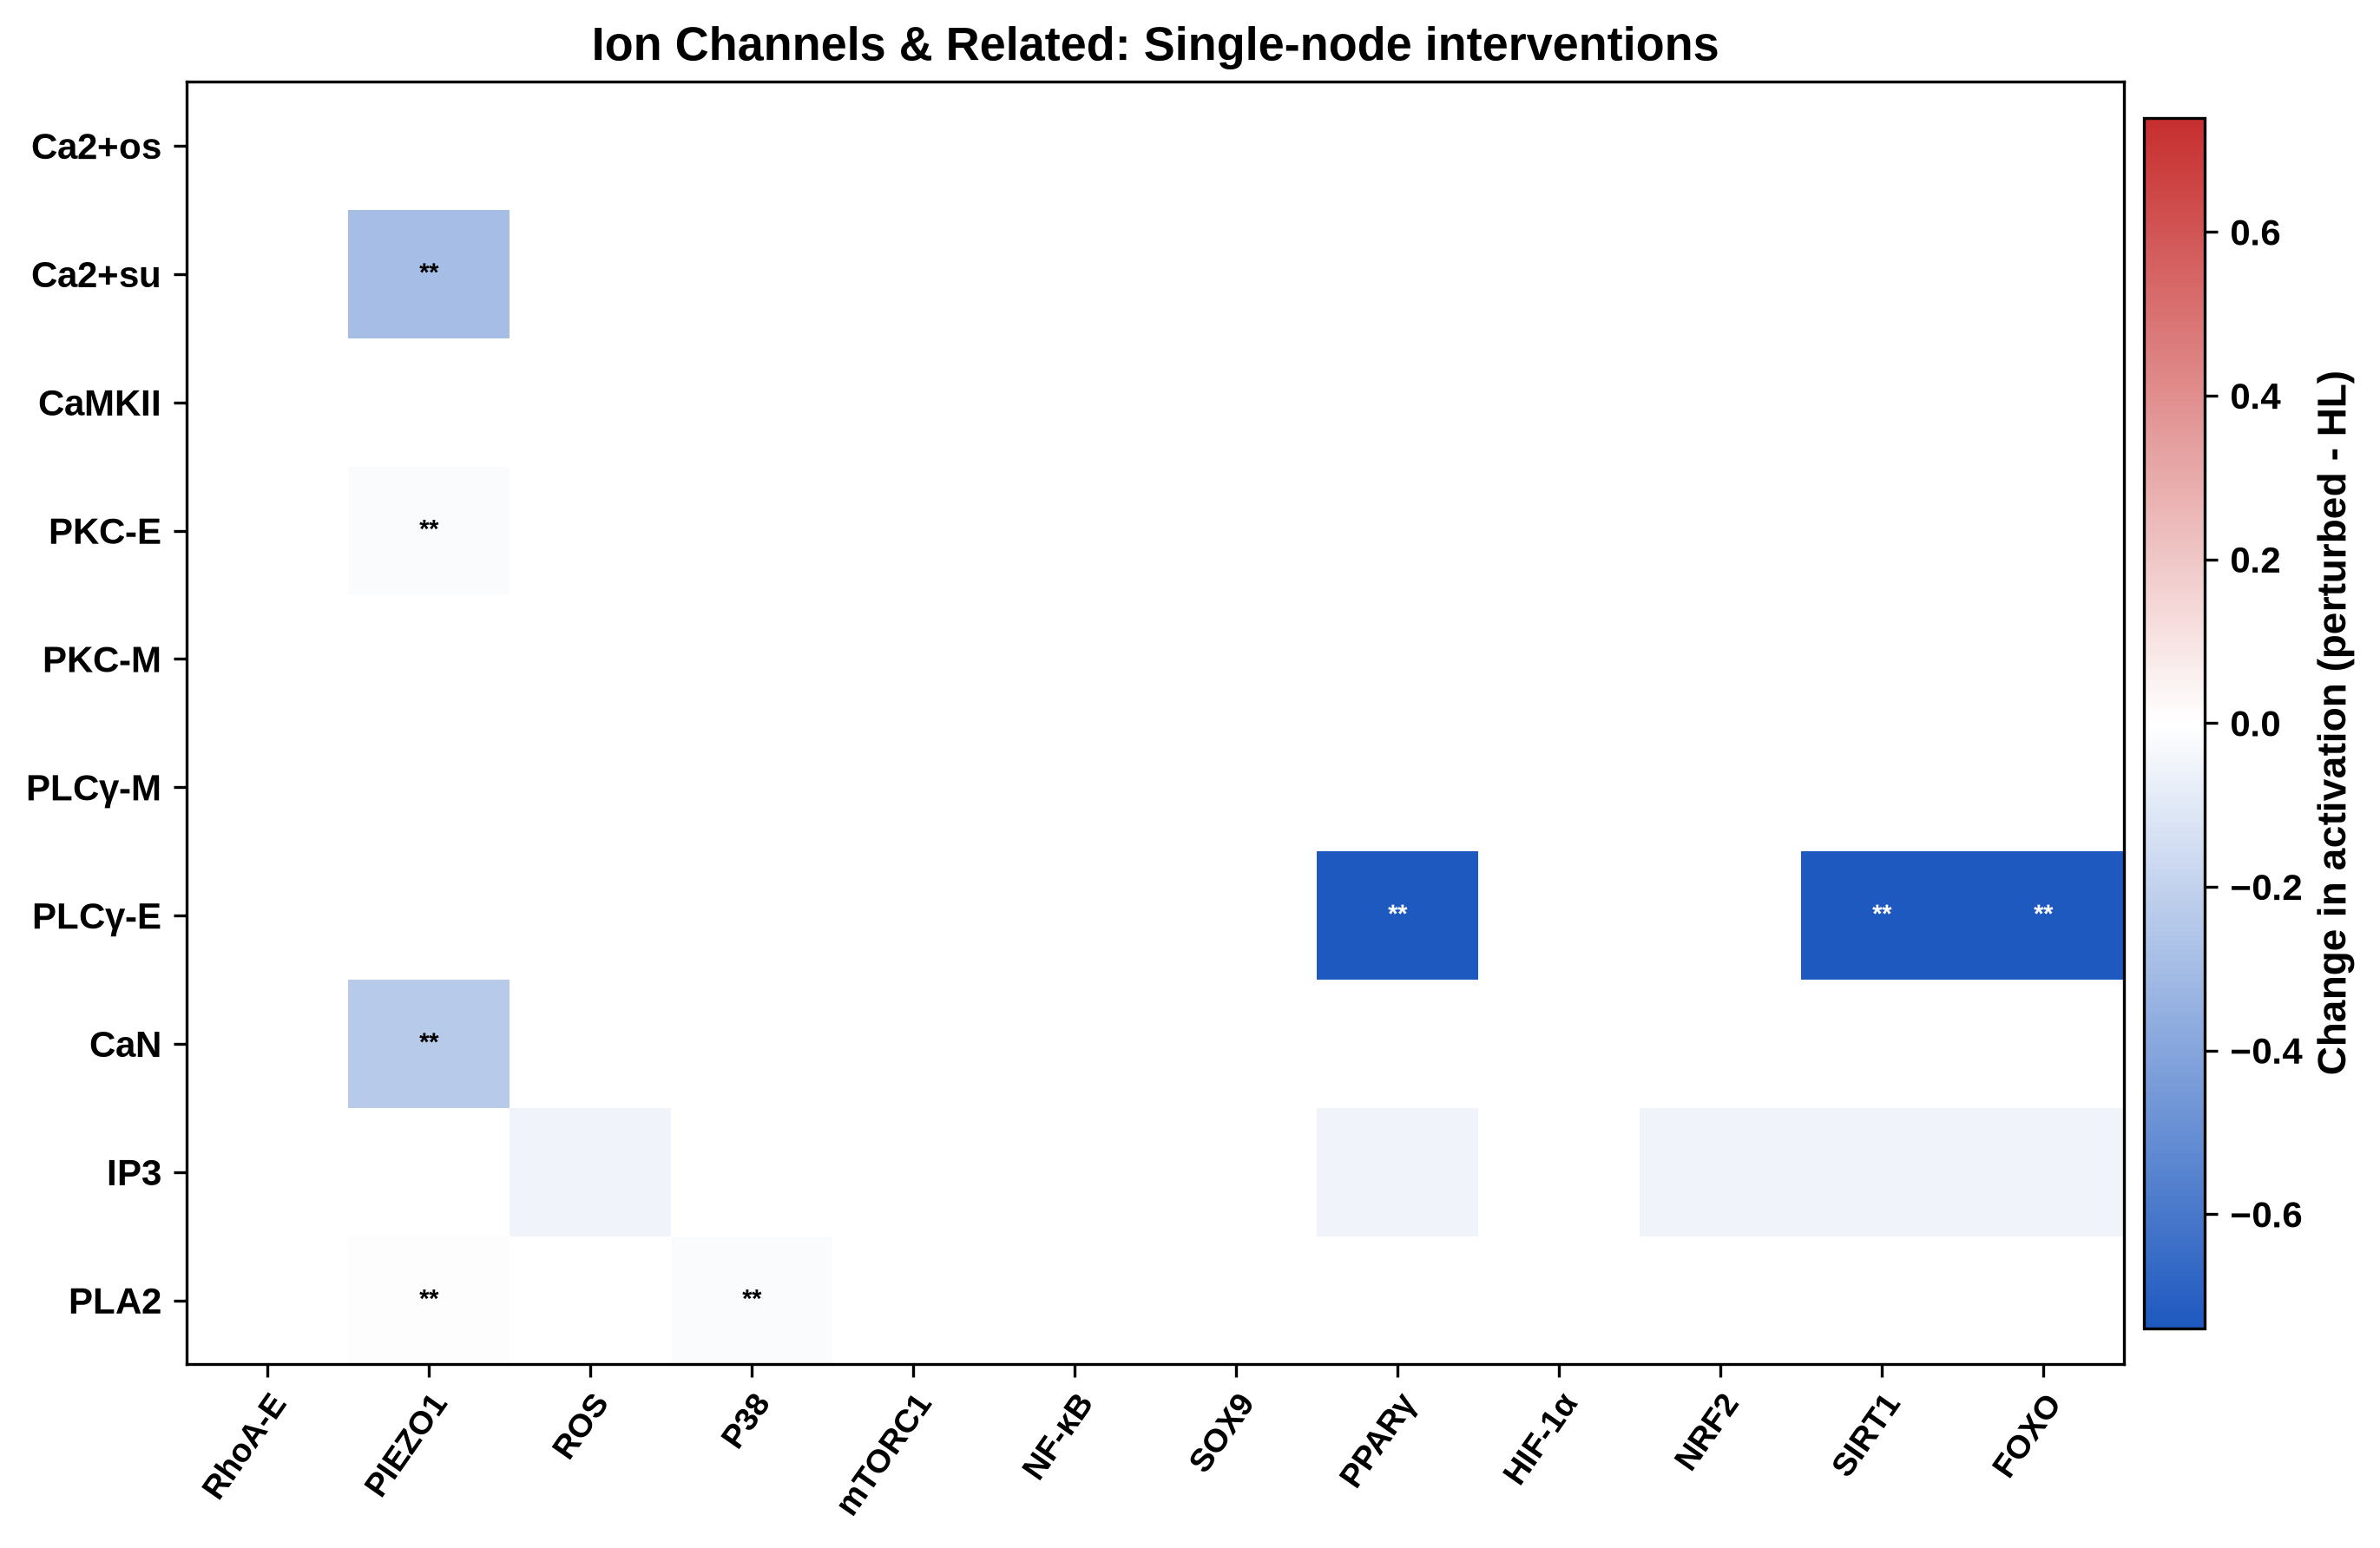 Ion Channels & Related: Single-node interventions
Ca2+os
Ca2+su
**
CaMKII
PKC-E
**
PKC-M
PLCγ-M
PLCγ-E
** ** **
CaN
**
IP3
PLA2
** **
RhoA-E
PIEZO1
ROS
P38
mTORC1
NF-κB
SOX9
PPARγ
HIF-1α
NRF2
SIRT1
FOXO
0.6
0.4
0.2
0.0
−0.2
−0.4
−0.6
Change in activation (perturbed - HL)